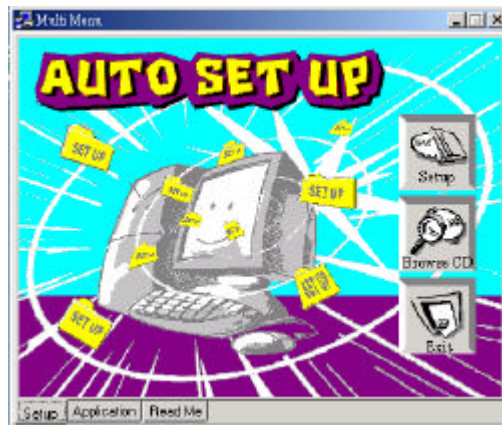 Multi Menu
AUTO SET UP
SET UP
SET UP
SET UP
SET UP
Setup
Browse CD
Exit
Setup
Application
Read Me